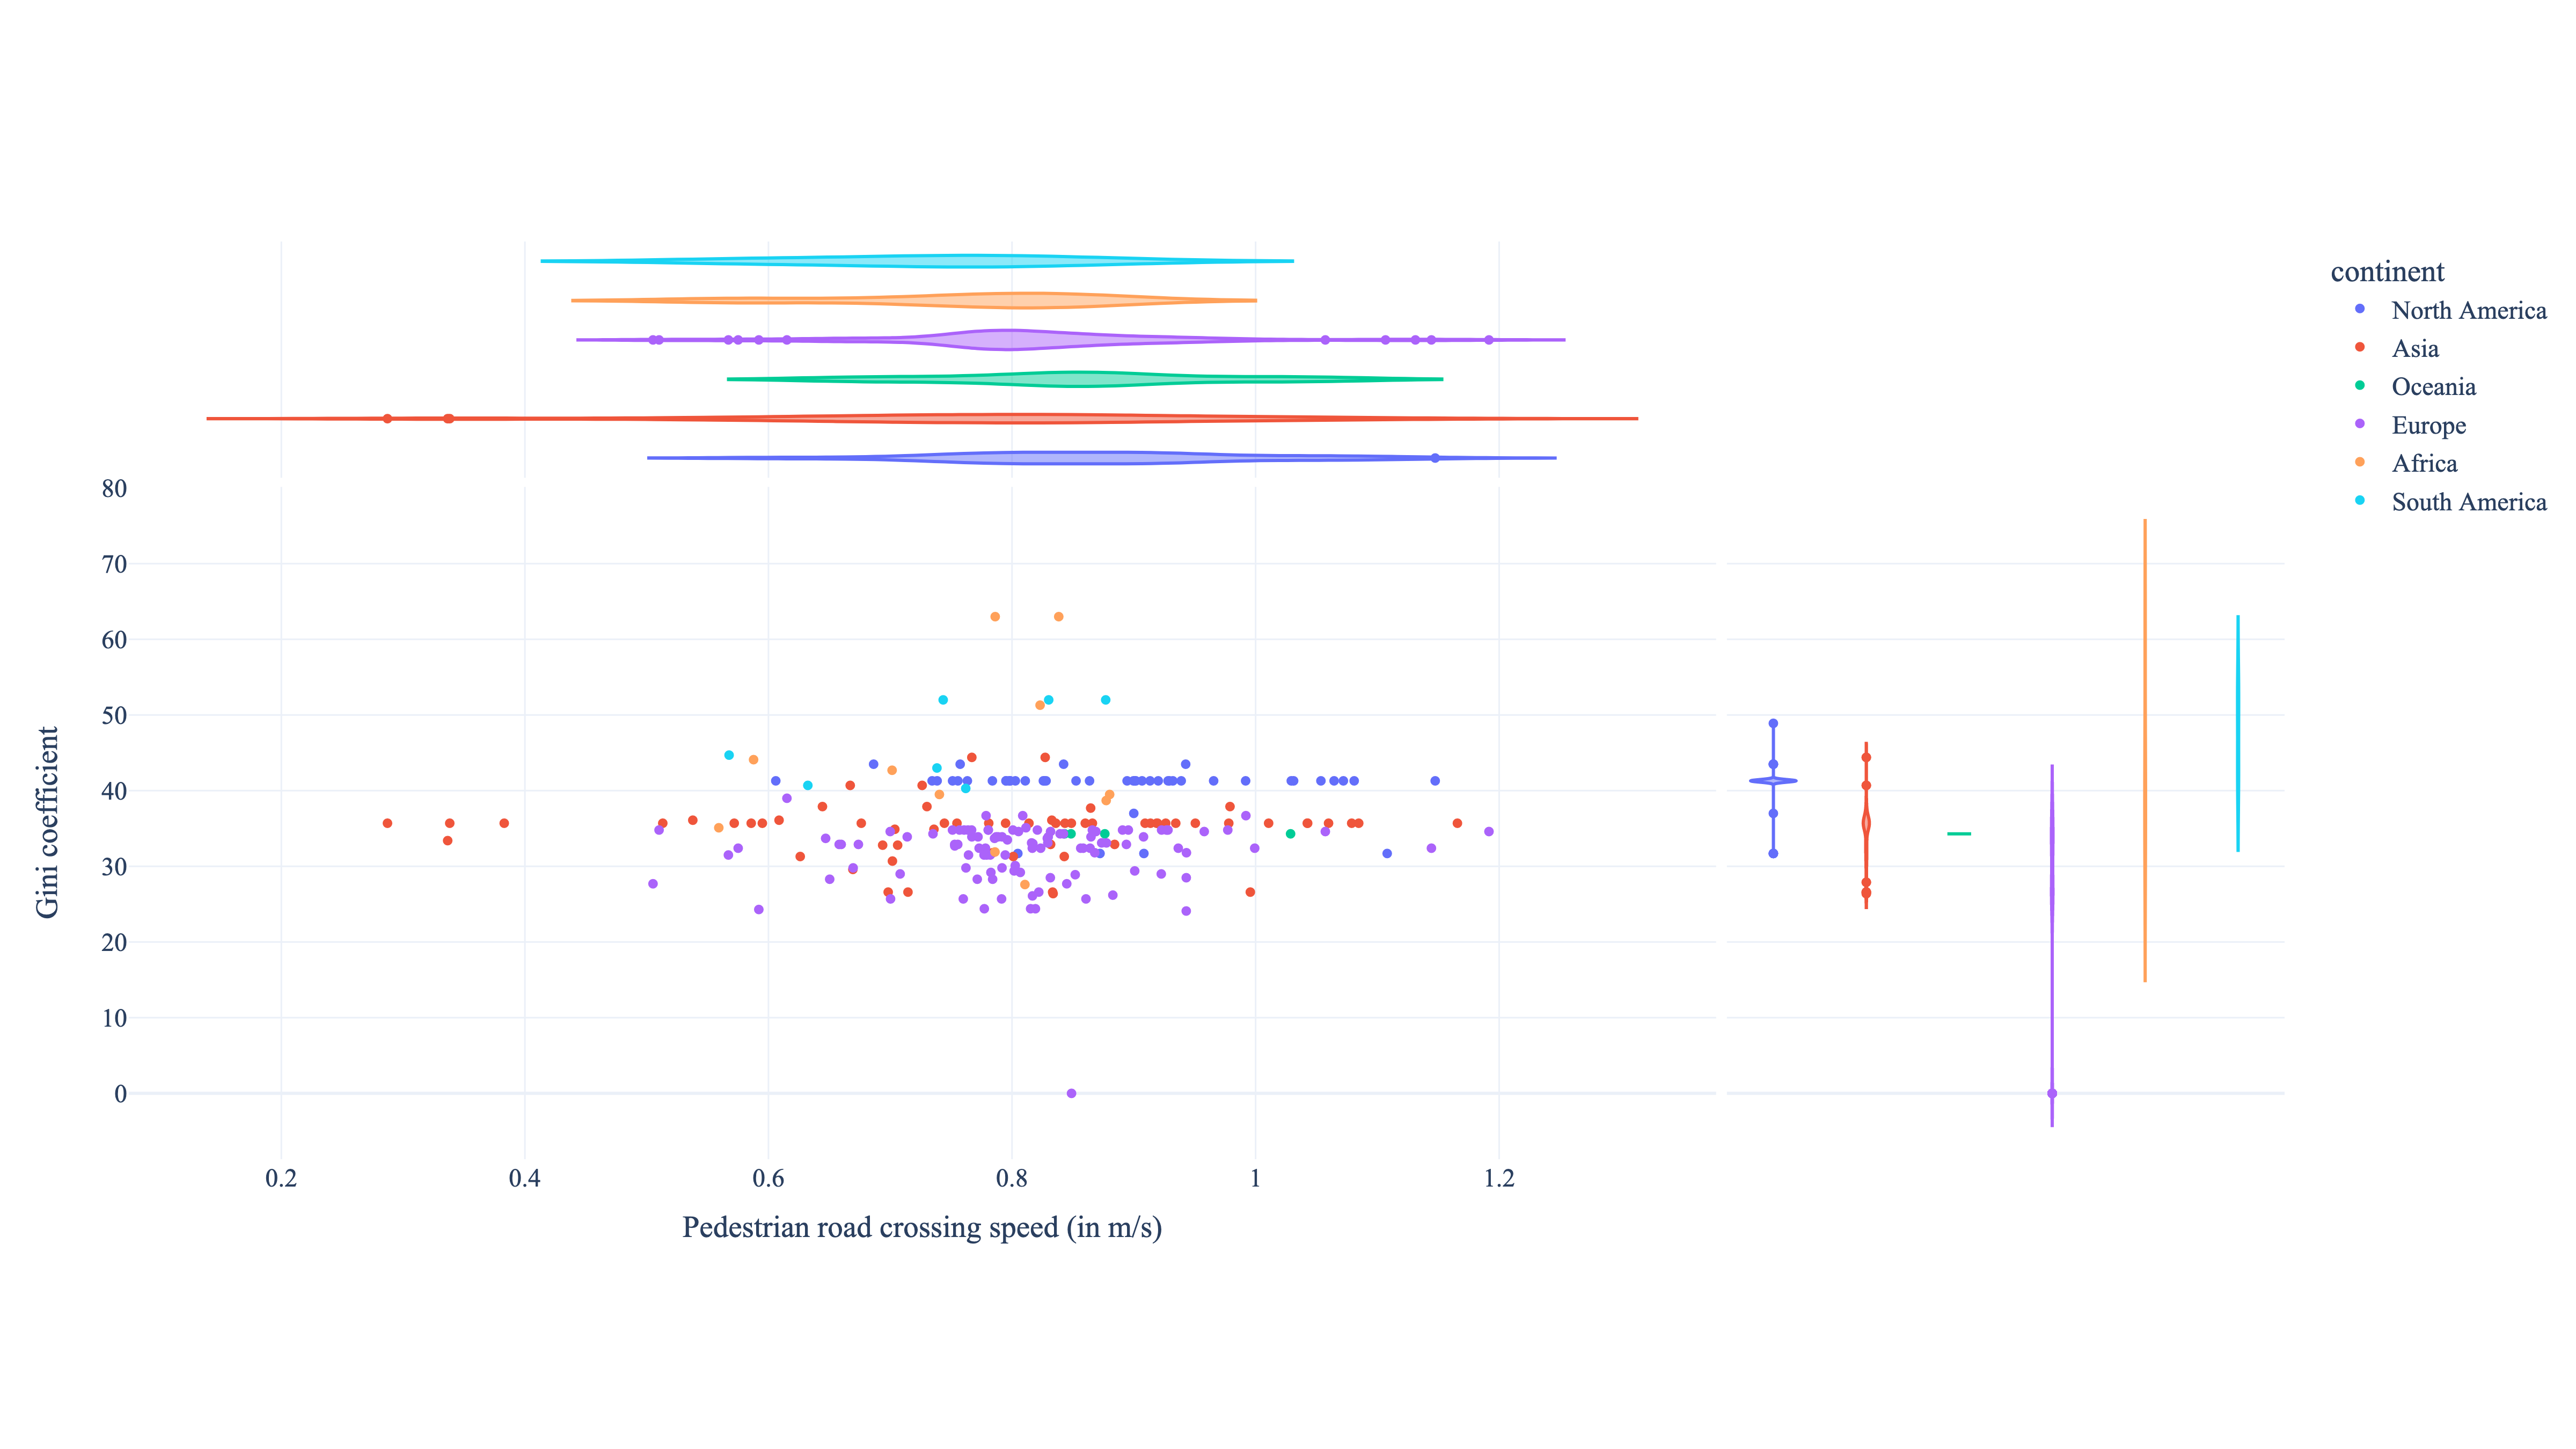 continent
North America
Asia
Oceania
Europe
Africa
South America
80
70
60
50
40
30
20
10
0
Gini coefficient
0.2 0.4 0.6 0.8 1 1.2
Pedestrian road crossing speed (in m/s)